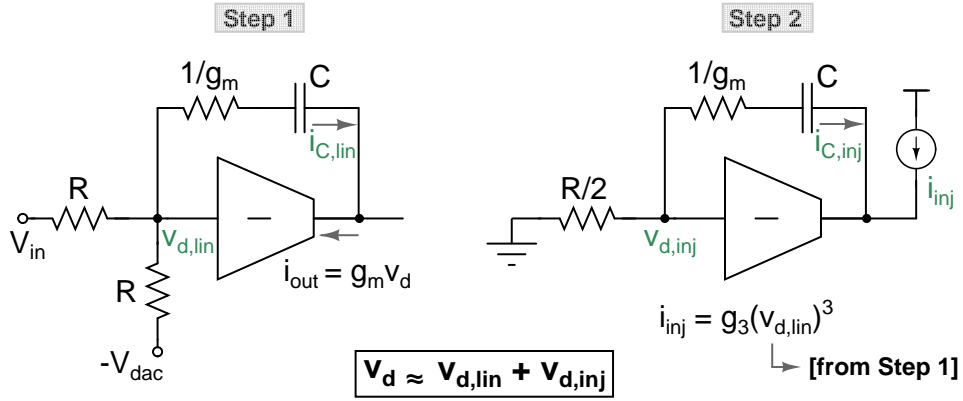 Step 1
Step 2
1/gm
C
iC,lin
R
Vin
vd,lin
iout = gmvd
R
-Vdac
1/gm
C
iC,inj
iinj
R/2
vd,inj
iinj = g3(vd,lin)3
[from Step 1]
vd ≈ vd,lin + vd,inj